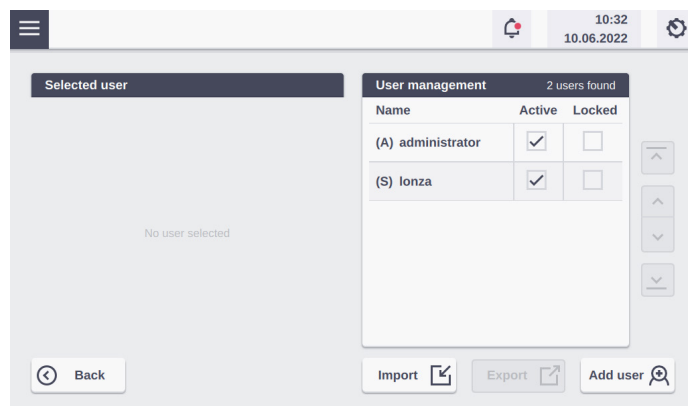 10:32
10.06.2022
Selected user
No user selected
User management 2 users found
Name Active Locked
(A) administrator
(S) lonza
Back
Import
Export
Add user